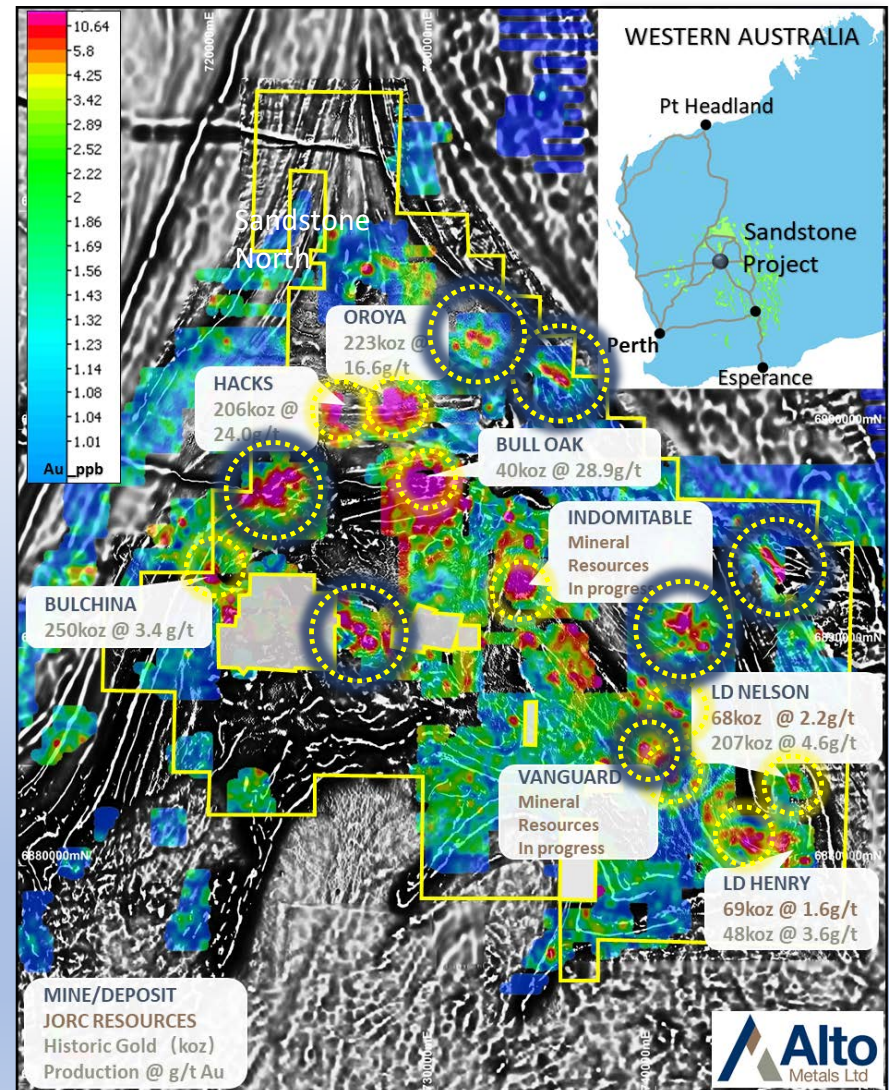 10.64
5.8
4.25
3.42
2.89
2.52
2.22
2
1.86
1.69
1.56
1.43
1.32
1.23
1.14
1.08
1.04
1.01
Au _ppb
720000mE
WESTERN AUSTRALIA
Pt Headland
Sandstone
Project
Perth
Esperance
Sandstone
North
OROYA
223koz @
16.6g/t
HACKS
206koz @
24.0g/t
6900000mN
BULL OAK
40koz @ 28.9g/t
INDOMITABLE
Mineral
Resources
In progress
BULCHINA
250koz @ 3.4 g/t
LD NELSON
68koz @ 2.2g/t
207koz @ 4.6g/t
VANGUARD
Mineral
Resources
In progress
6880000mN
LD HENRY
69koz @ 1.6g/t
48koz @ 3.6g/t
MINE/DEPOSIT
JORC RESOURCES
Historic Gold (koz)
Production @ g/t Au
Alto
Metals Ltd